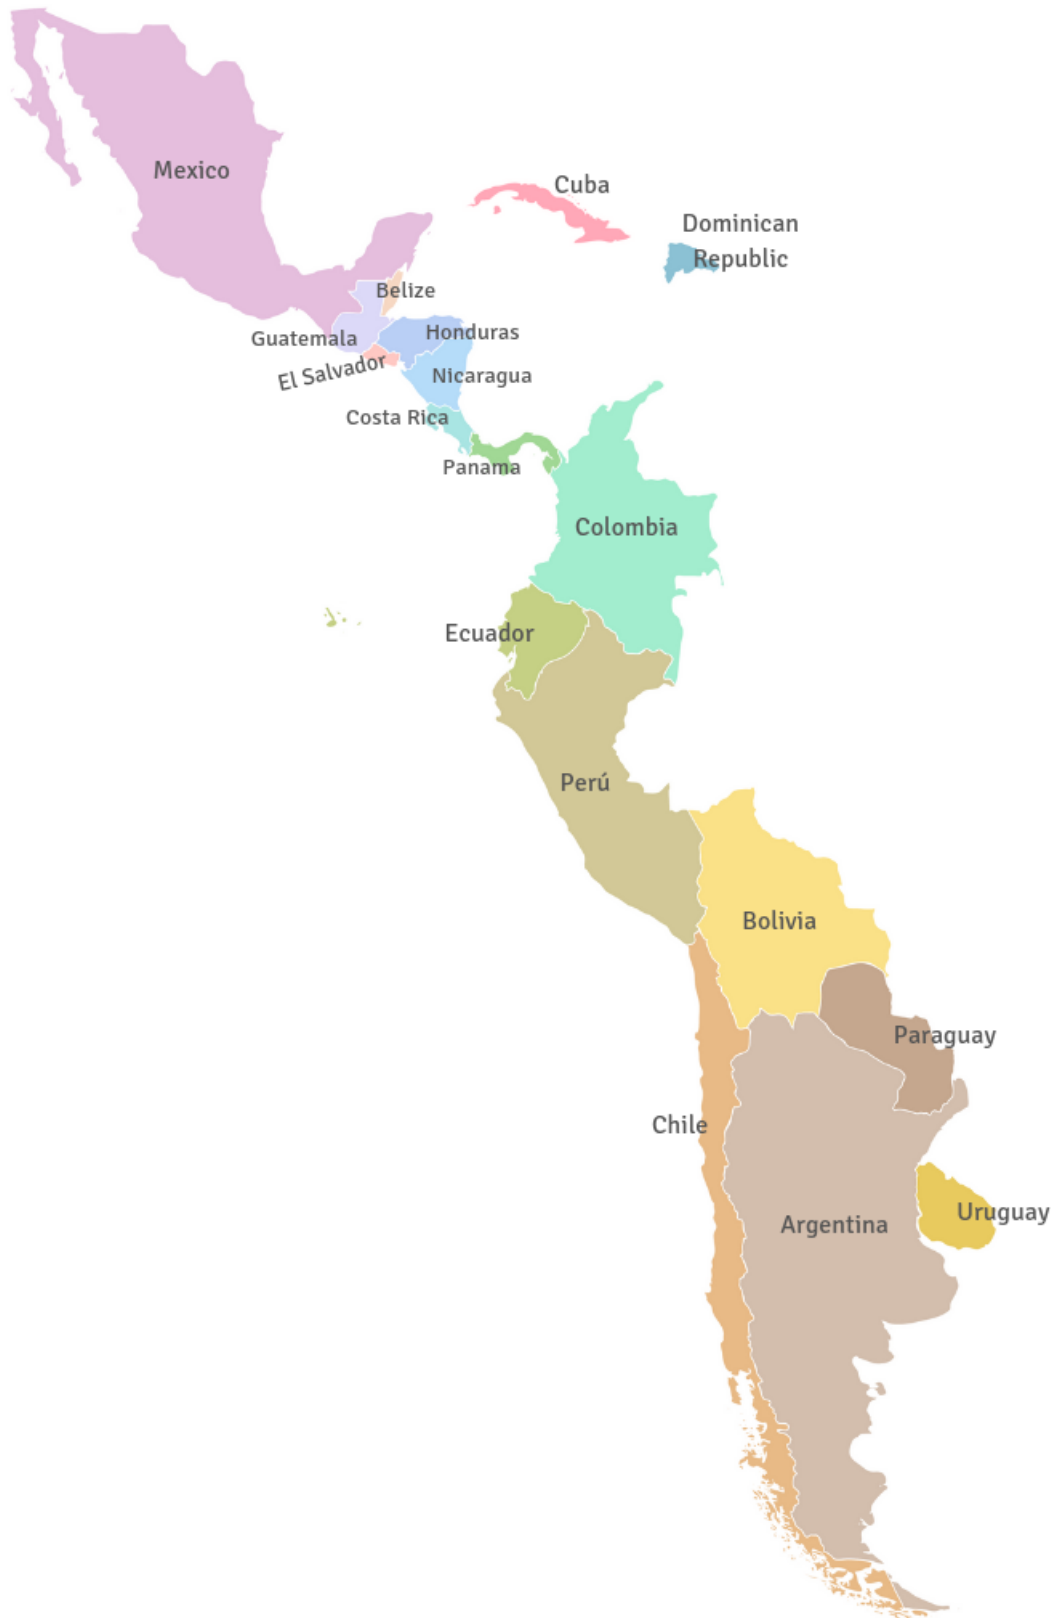 Mexico
Cuba
Dominican
Republic
Belize
Guatemala
Honduras
El Salvador
Nicaragua
Costa Rica
Panama
Colombia
Ecuador
Perú
Bolivia
Paraguay
Chile
Uruguay
Argentina